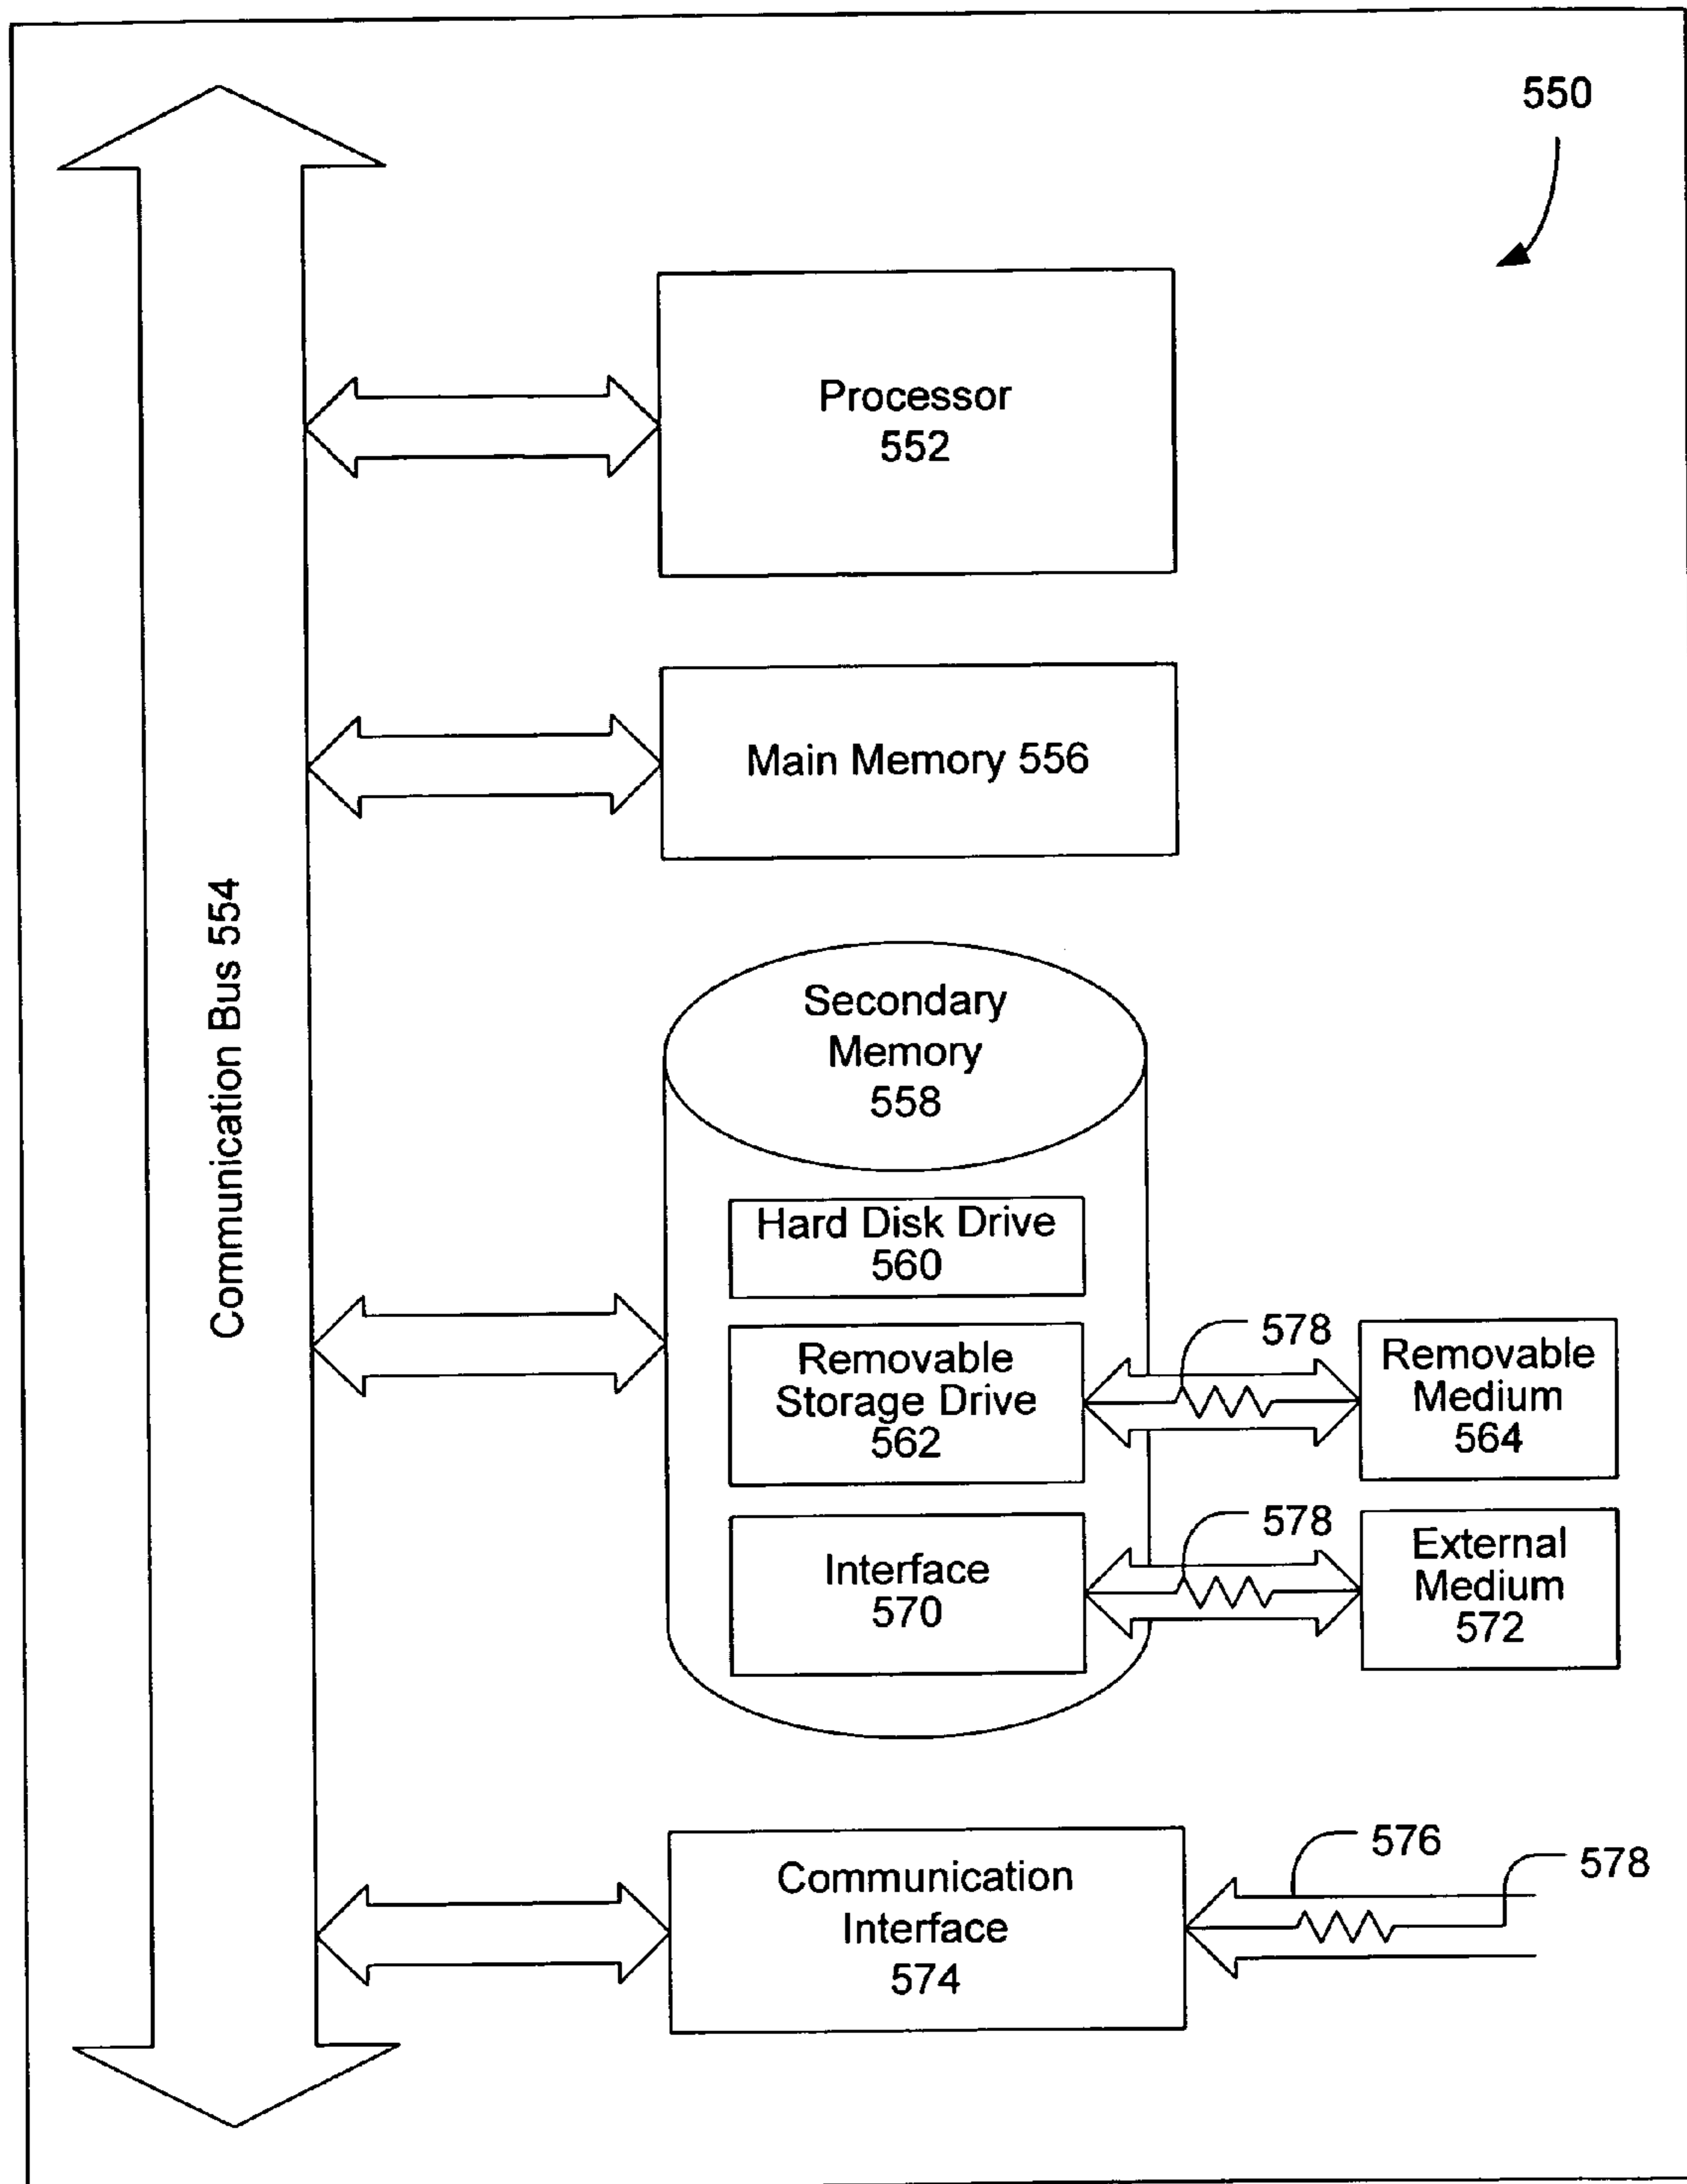 550
Processor
552
Main Memory 556
Communication Bus 554
Secondary
Memory
558
Hard Disk Drive
560
Removable
Storage Drive
562
578
Removable
Medium
564
Interface
570
578
External
Medium
572
Communication
Interface
574
576
578